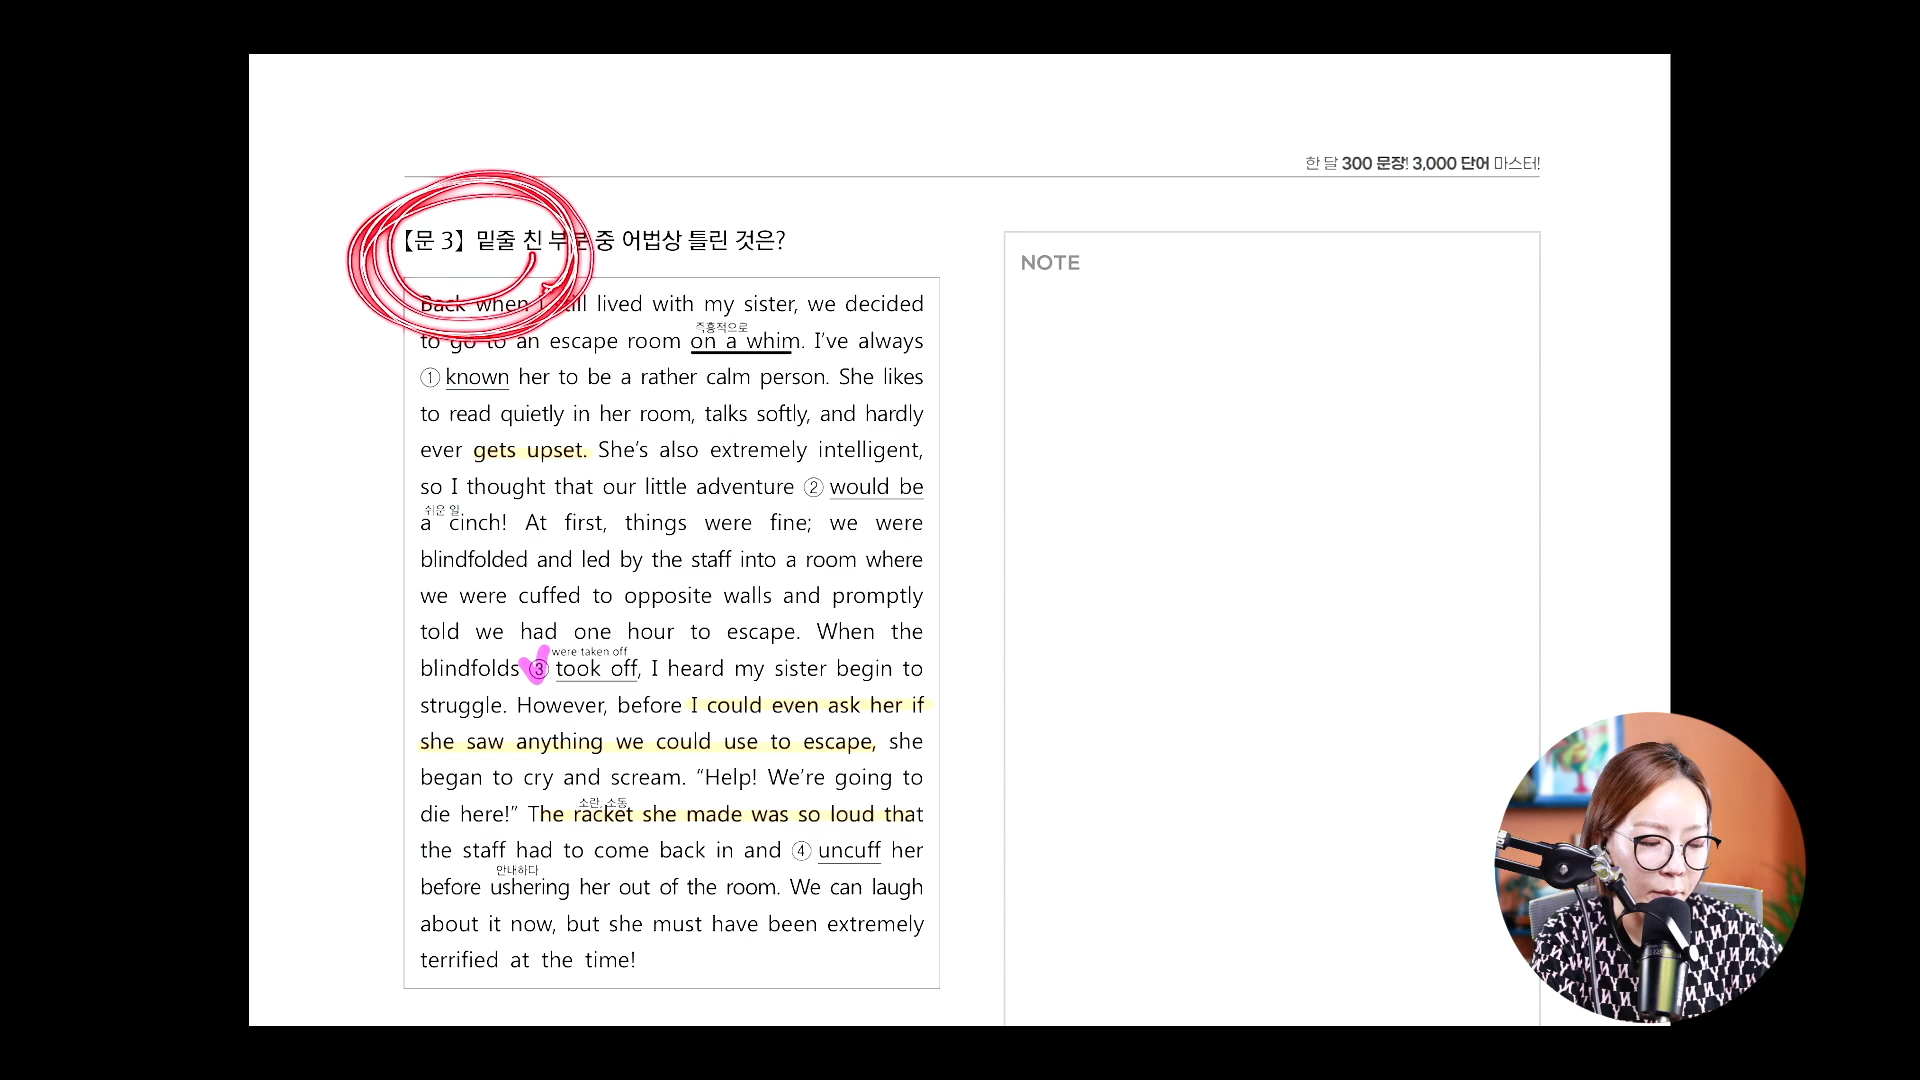 한 달 300 문장! 3,000 단어 마스터!
【문 3】 밑줄 친 부분 중 어법상 틀린 것은?
NOTE
Back when I still lived with my sister, we decided
즉흥적으로
to go to an escape room on a whim. I've always
① known her to be a rather calm person. She likes
to read quietly in her room, talks softly, and hardly
ever gets upset. She's also extremely intelligent,
so I thought that our little adventure ② would be
쉬운 일
a cinch! At first, things were fine; we were
blindfolded and led by the staff into a room where
we were cuffed to opposite walls and promptly
told we had one hour to escape. When the
were taken off
blindfolds ③ took off, I heard my sister begin to
struggle. However, before I could even ask her if
she saw anything we could use to escape, she
began to cry and scream. "Help! We're going to
소란, 소동
die here!" The racket she made was so loud that
the staff had to come back in and ④ uncuff her
안내하다
before ushering her out of the room. We can laugh
about it now, but she must have been extremely
terrified at the time!